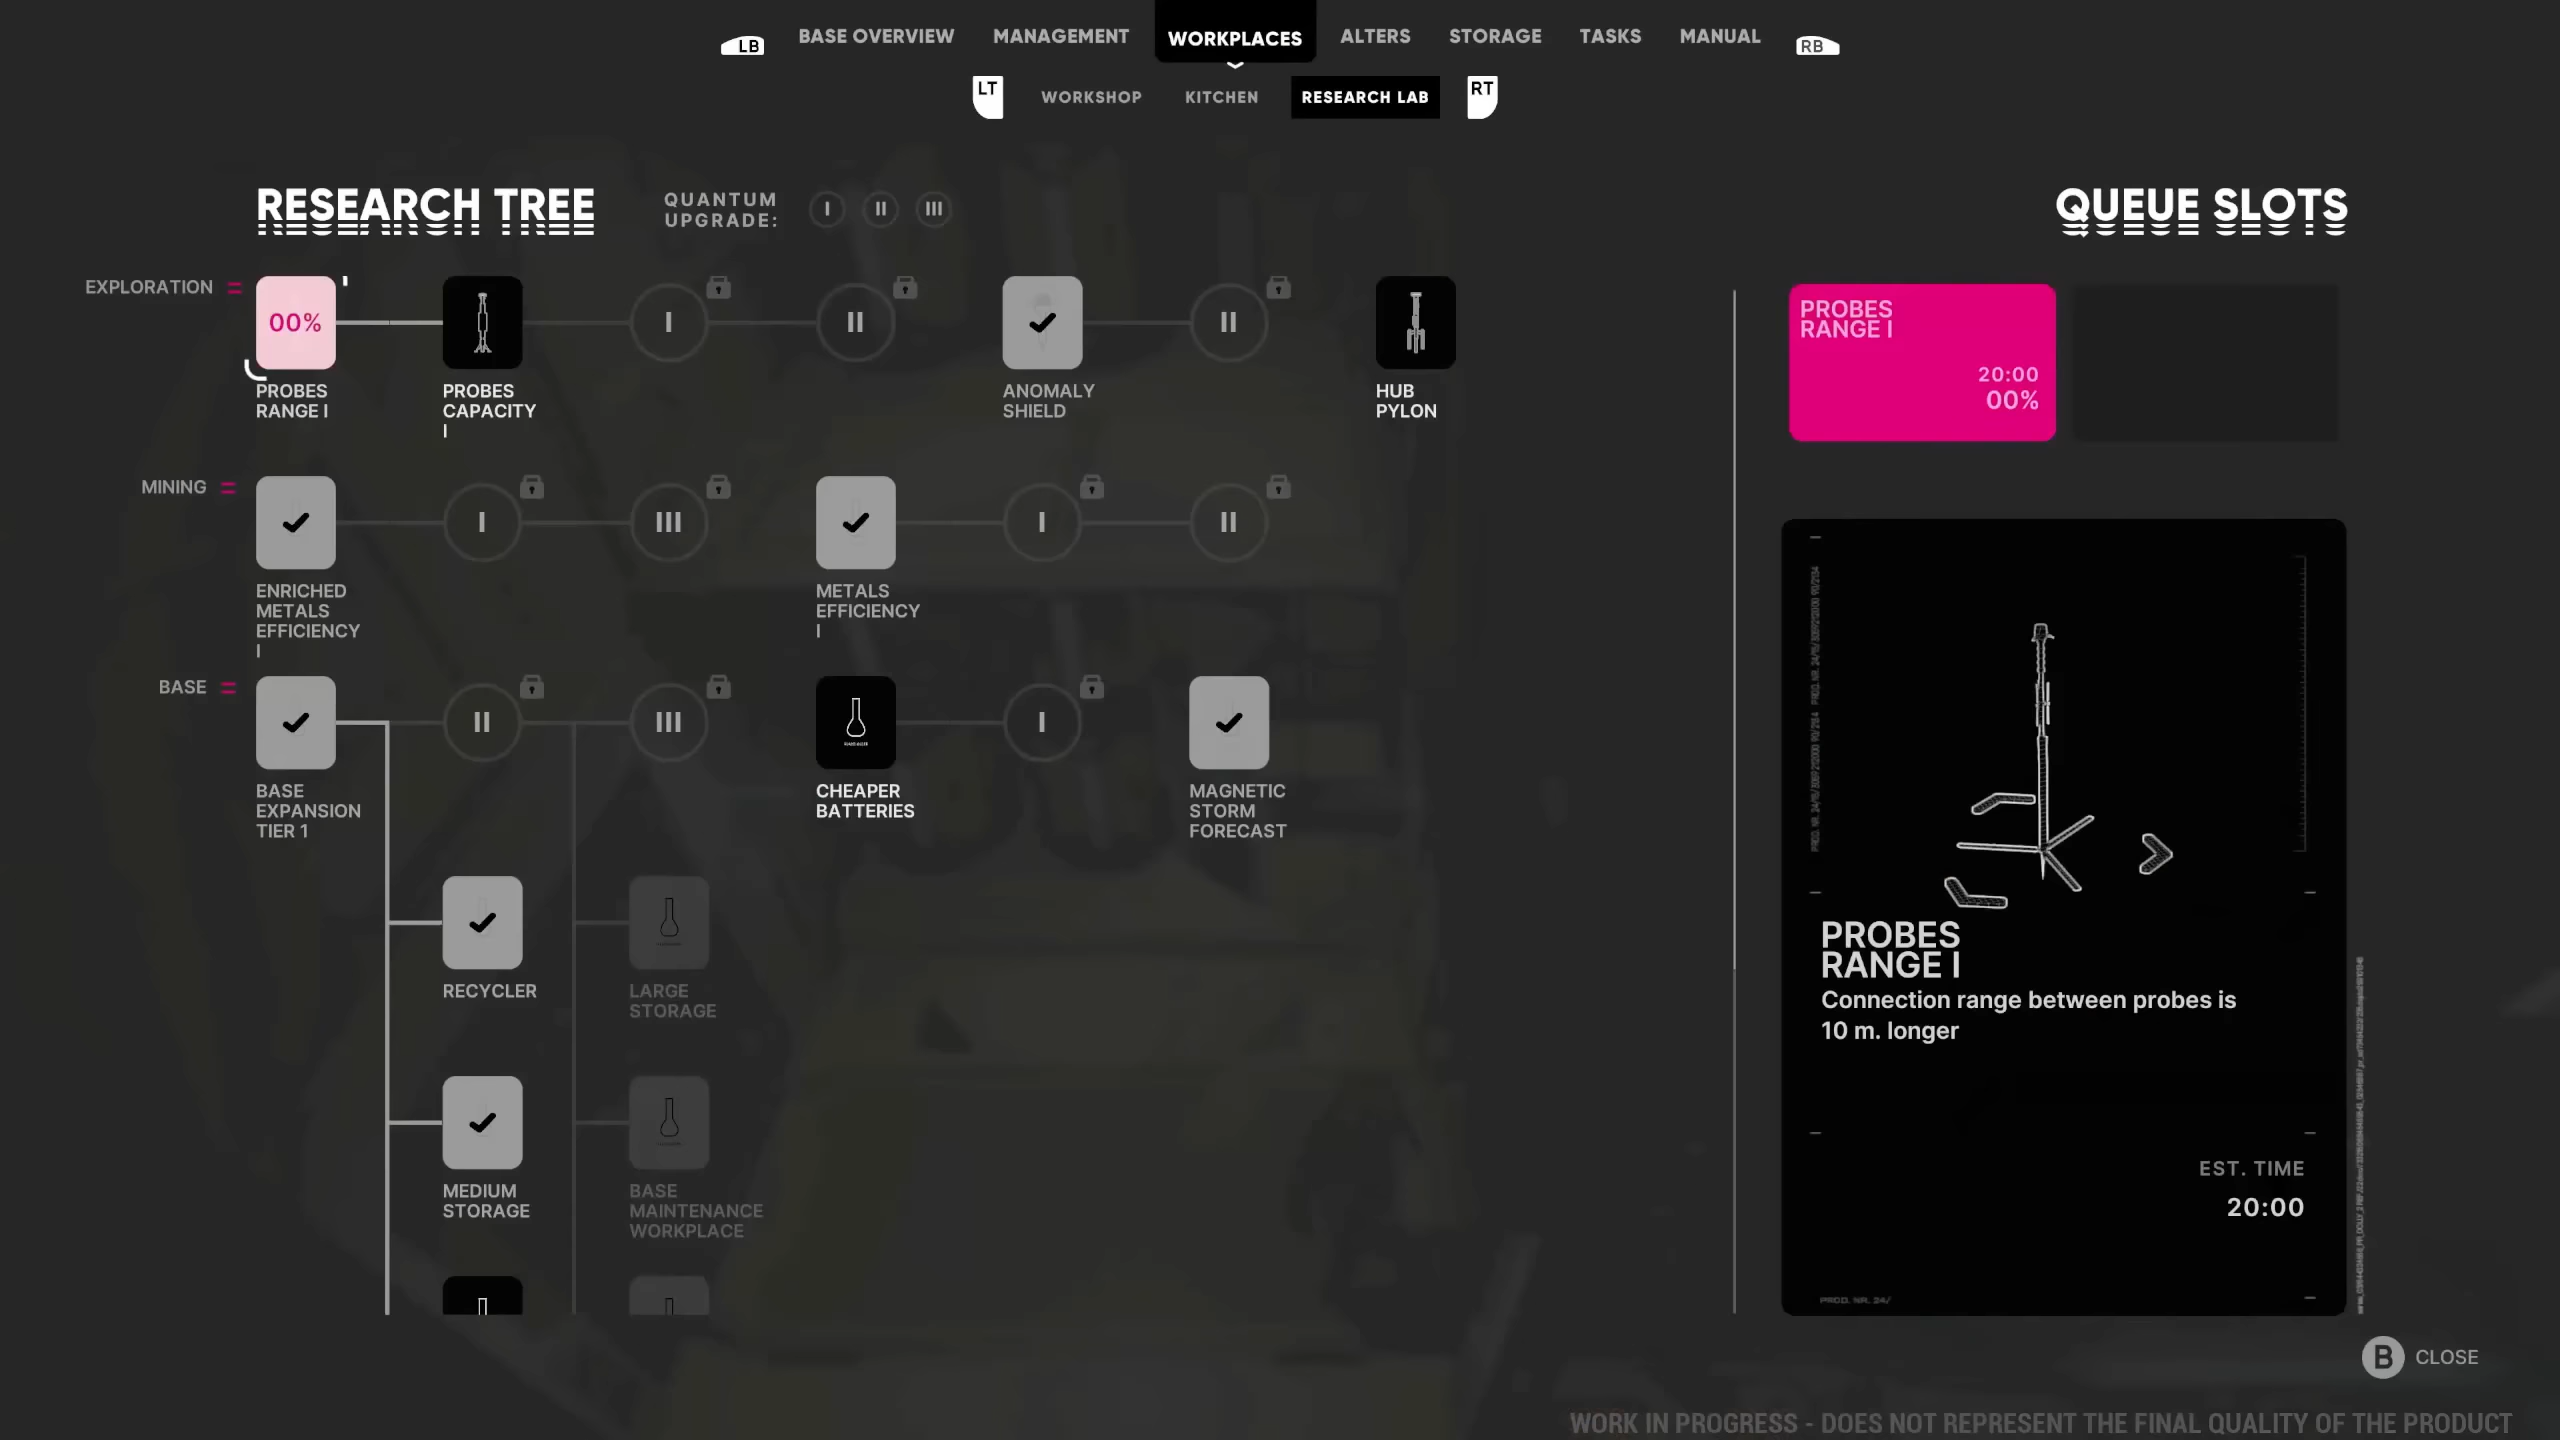 LB
BASE OVERVIEW
MANAGEMENT
WORKPLACES
ALTERS
STORAGE
TASKS
MANUAL
RB
LT
WORKSHOP
KITCHEN
RESEARCH LAB
RT
RESEARCH TREE
QUANTUM
UPGRADE:
I
II
III
QUEUE SLOTS
EXPLORATION
00%
PROBES
RANGE I
PROBES
CAPACITY
I
I
II
ANOMALY
SHIELD
II
HUB
PYLON
MINING
ENRICHED
METALS
EFFICIENCY
I
I
III
METALS
EFFICIENCY
I
I
II
BASE
BASE
EXPANSION
TIER 1
II
III
CHEAPER
BATTERIES
I
MAGNETIC
STORM
FORECAST
RECYCLER
LARGE
STORAGE
MEDIUM
STORAGE
BASE
MAINTENANCE
WORKPLACE
PROBES
RANGE I
20:00
00%
PROBES
RANGE I
Connection range between probes is
10 m. longer
EST. TIME
20:00
PROD. NR. 24/
B CLOSE
WORK IN PROGRESS - DOES NOT REPRESENT THE FINAL QUALITY OF THE PRODUCT